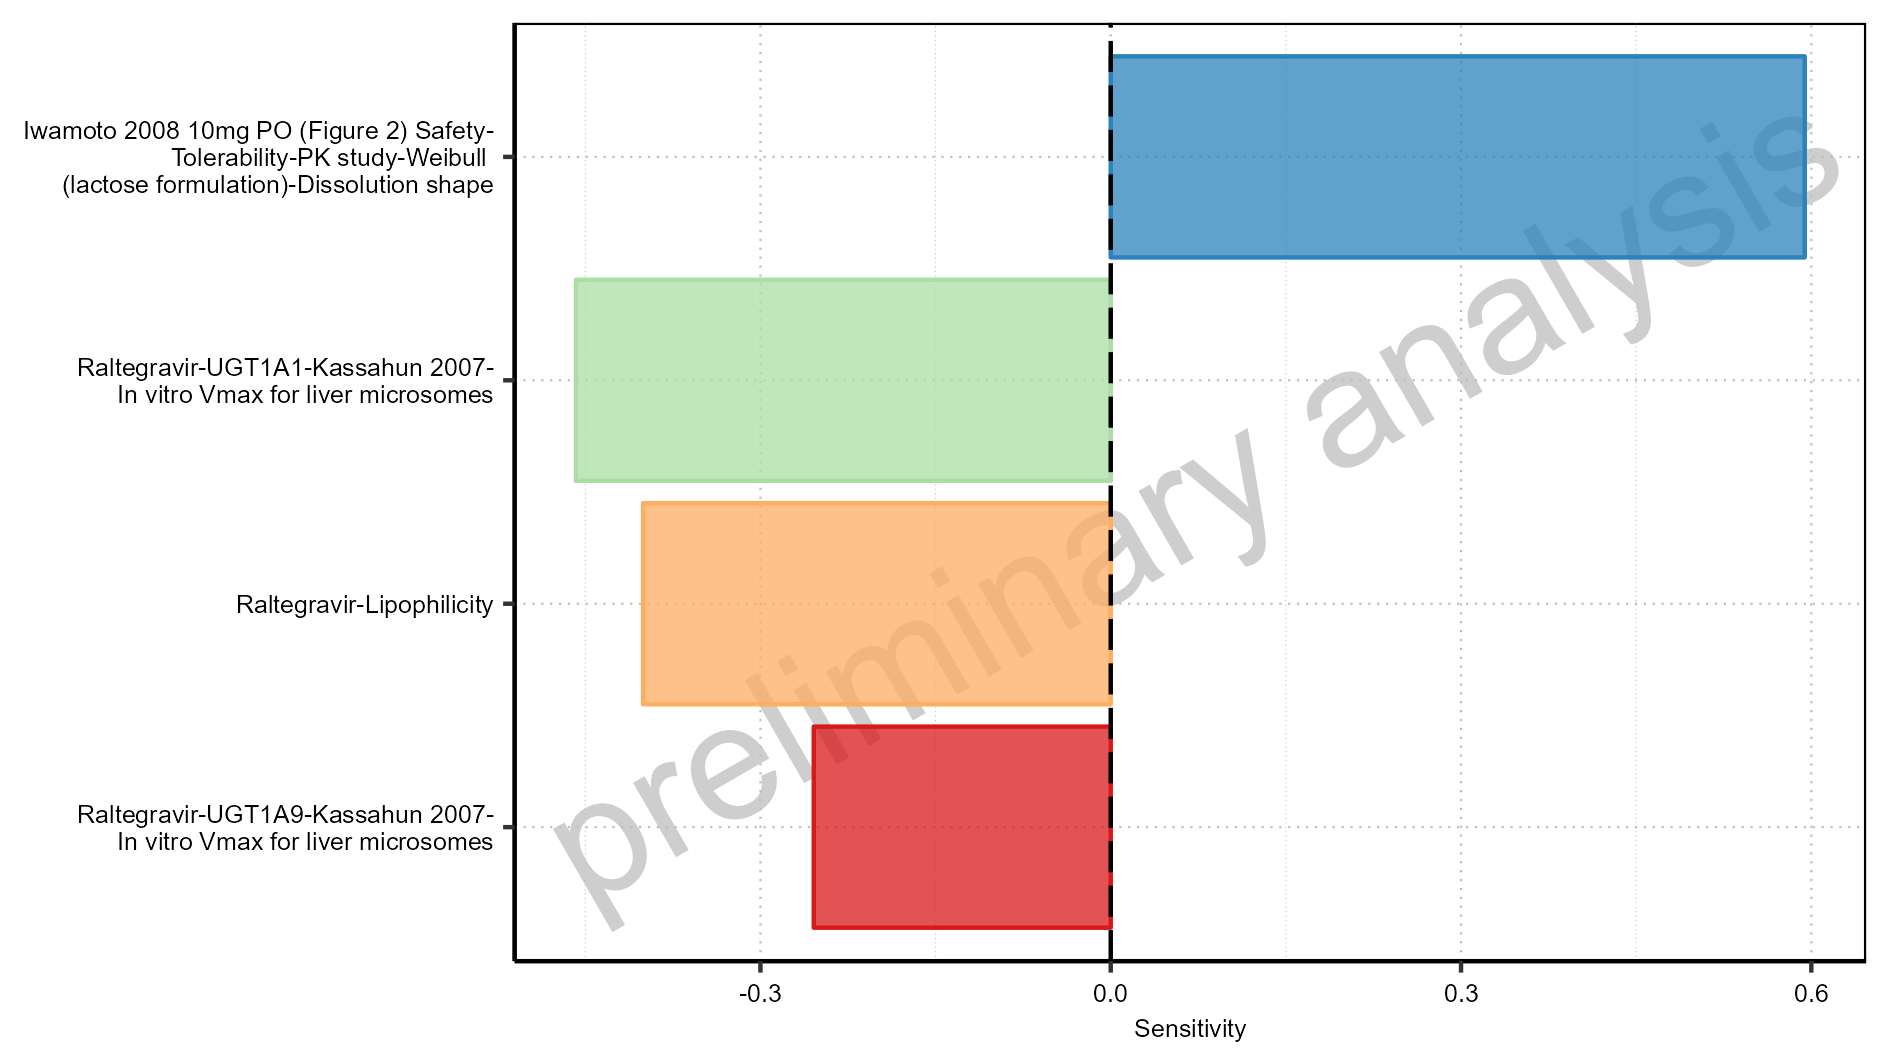 Iwamoto 2008 10mg PO (Figure 2) Safety-
Tolerability-PK study-Weibull
(lactose formulation)-Dissolution shape
Raltegravir-UGT1A1-Kassahun 2007-
In vitro Vmax for liver microsomes
Raltegravir-Lipophilicity
Raltegravir-UGT1A9-Kassahun 2007-
In vitro Vmax for liver microsomes
preliminary analysis
-0.3 0.0 0.3 0.6
Sensitivity